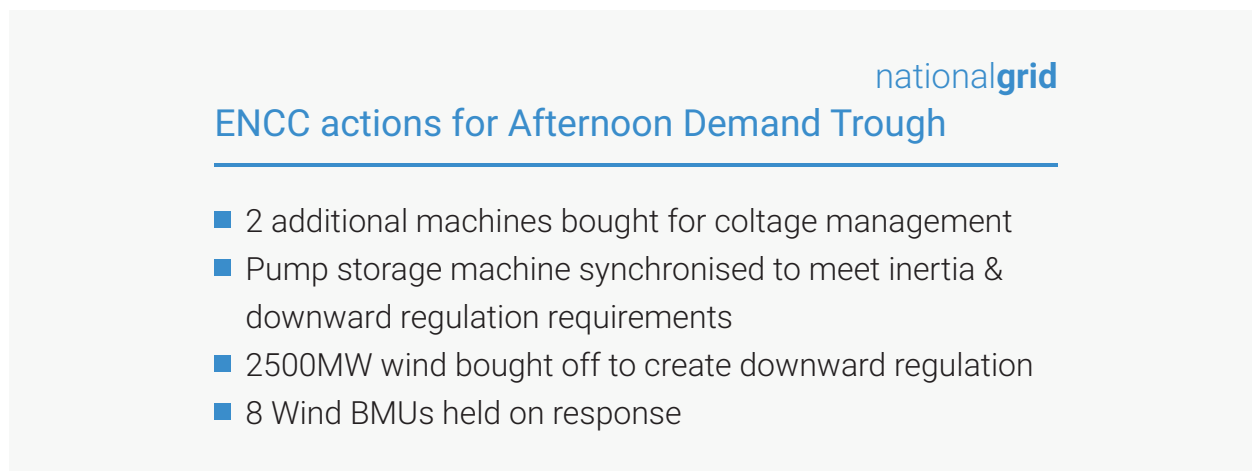 nationalgrid
ENCC actions for Afternoon Demand Trough
2 additional machines bought for coltage management
Pump storage machine synchronised to meet inertia &
downward regulation requirements
2500MW wind bought off to create downward regulation
8 Wind BMUs held on response